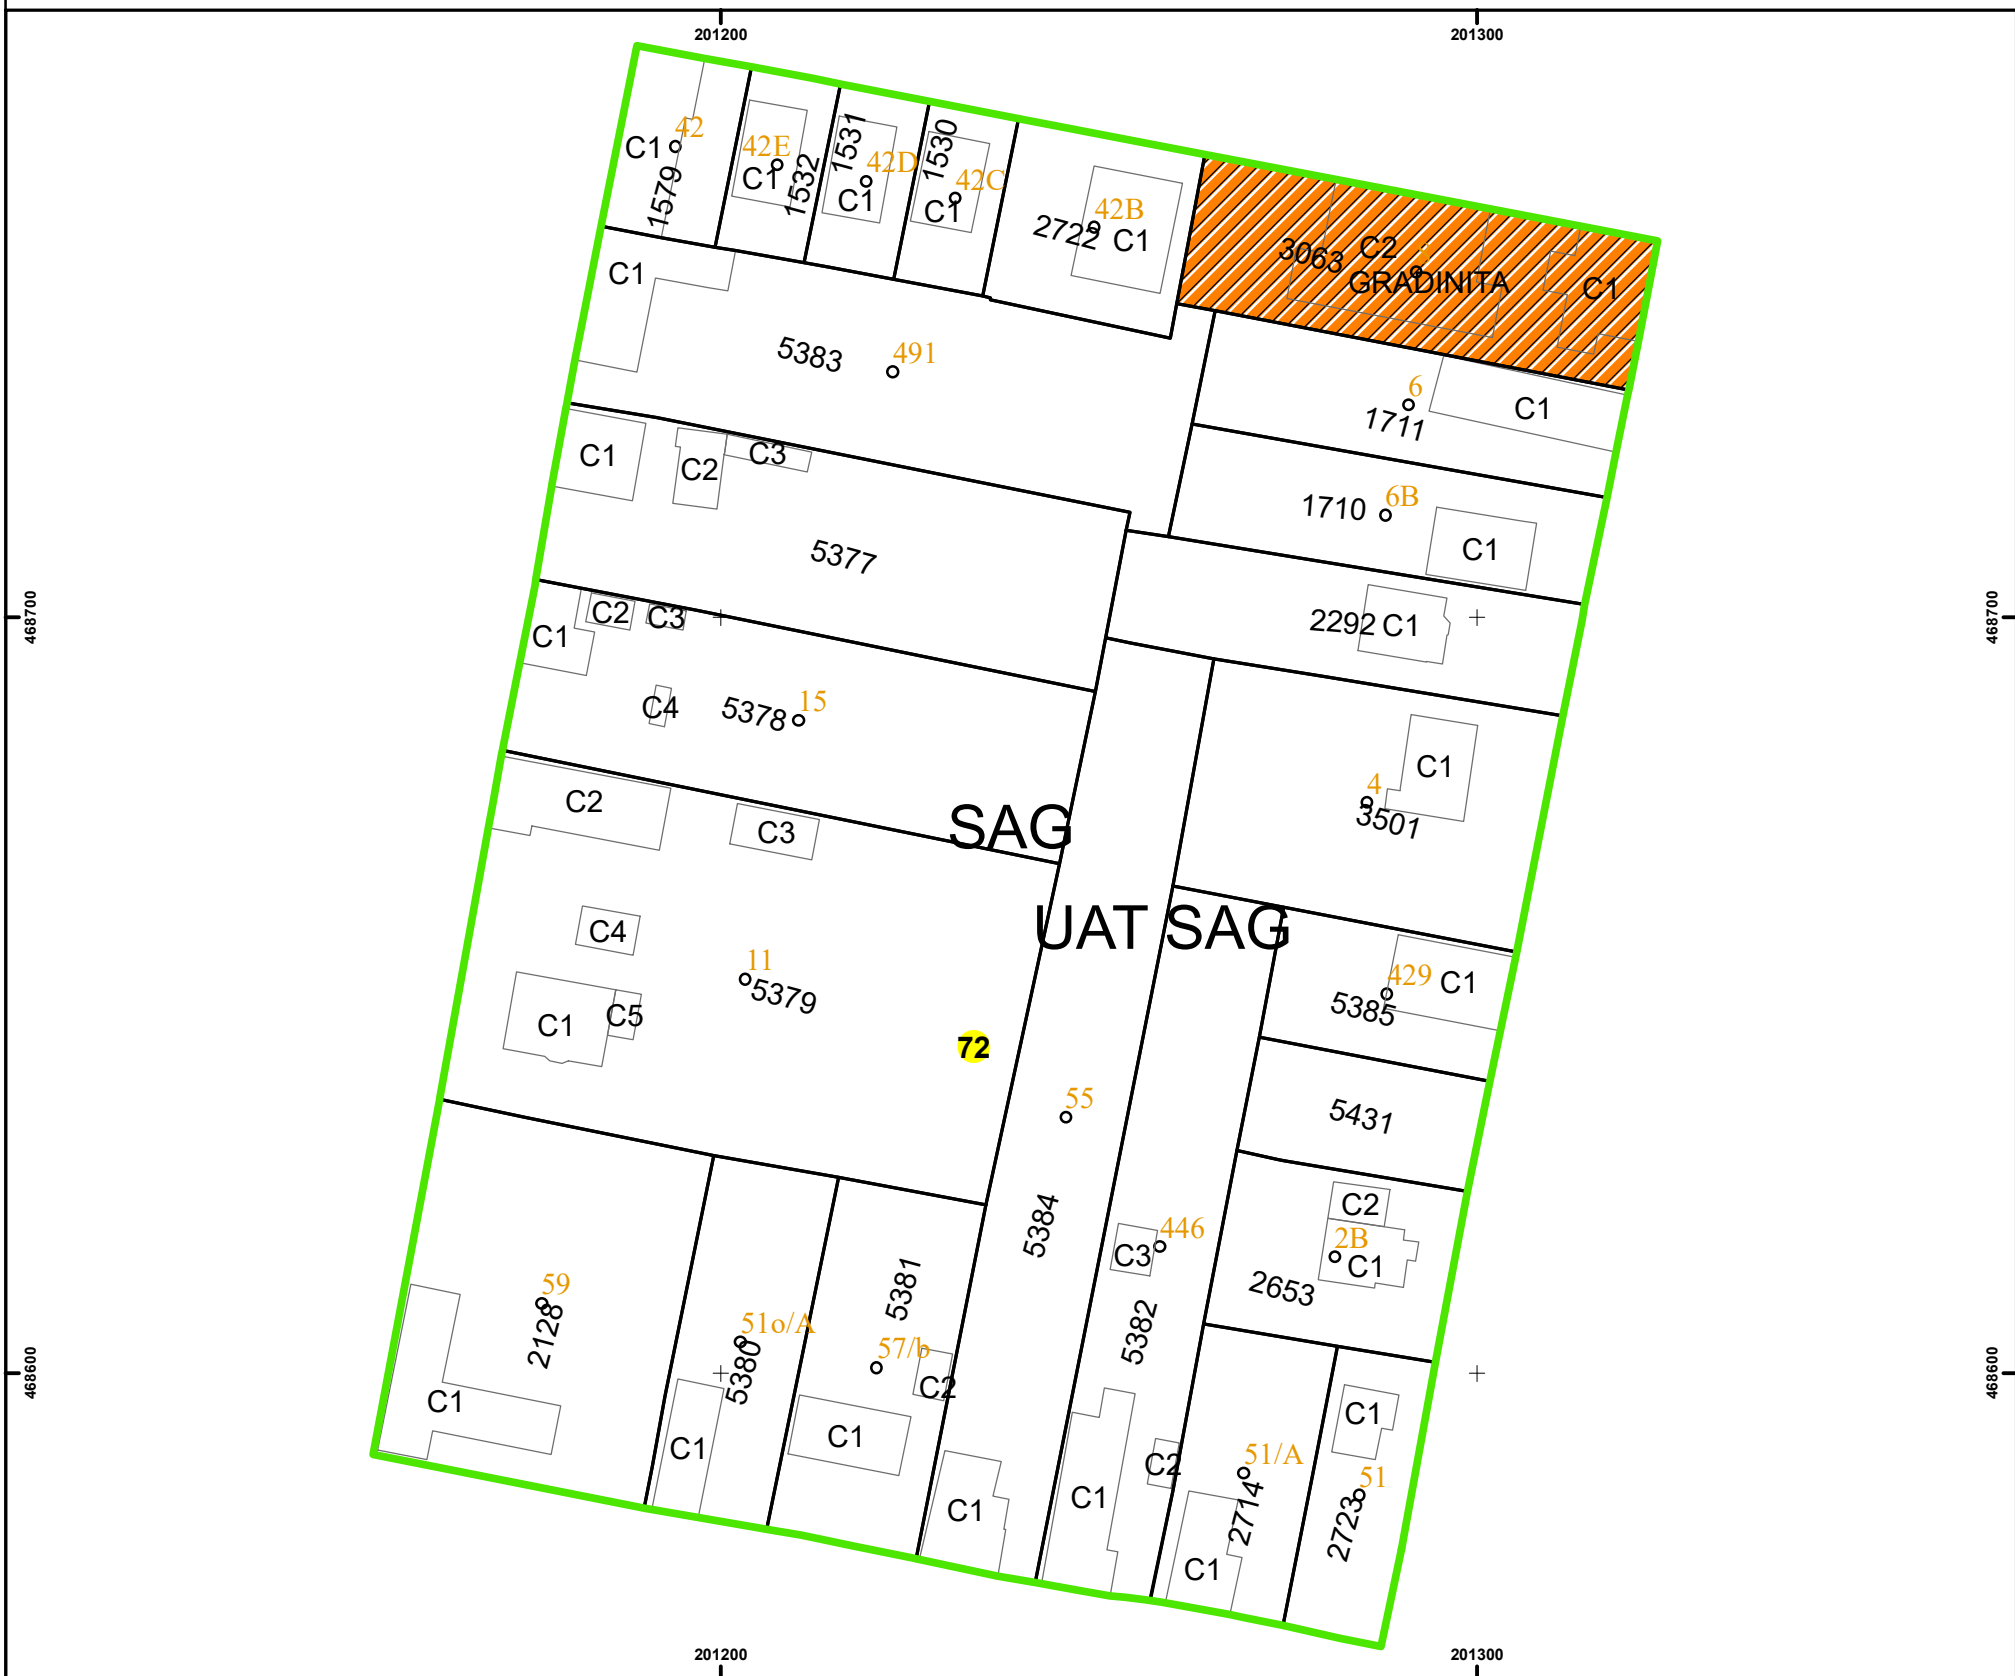 201200
201300
42
C1
1579
42E
C1
1532
1531
42D
C1
1530
42C
C1
42B
2722
C1
3063
C2
GRADINITA
C1
C1
5383
491
6
1711
C1
C1
C2
C3
1710
6B
C1
5377
468700
468700
C2
C3
C1
2292
C1
C4
5378
15
C1
4
3501
C2
C3
SAG
UAT SAG
C4
11
5379
C1
C5
429
C1
5385
72
55
5431
5384
C2
446
C3
2B
C1
2653
59
2128
5381
51o/A
5380
57/b
C2
5382
468600
468600
C1
C1
C1
C1
C1
C2
51/A
2714
C1
C1
51
2723
201200
201300